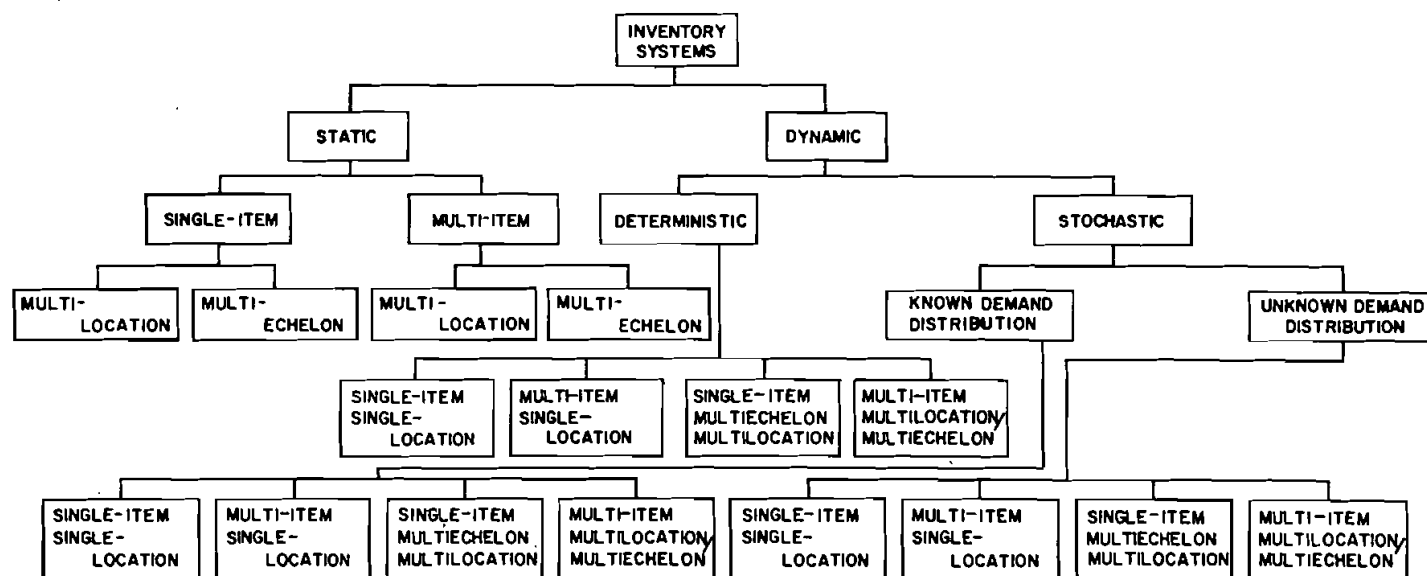 INVENTORY
SYSTEMS
STATIC
DYNAMIC
SINGLE-ITEM
MULTI-ITEM
DETERMINISTIC
STOCHASTIC
MULTI-
LOCATION
MULTI-
ECHELON
MULTI-
LOCATION
MULTI-
ECHELON
KNOWN DEMAND
DISTRIBUTION
UNKNOWN DEMAND
DISTRIBUTION
SINGLE-ITEM
SINGLE-
LOCATION
MULTI-ITEM
SINGLE-
LOCATION
SINGLE-ITEM
MULTIECHELON
MULTILOCATION
MULTI-ITEM
MULTILOCATION/
MULTIECHELON
SINGLE-ITEM
SINGLE-
LOCATION
MULTI-ITEM
SINGLE-
LOCATION
SINGLE-ITEM
MULTIECHELON
MULTILOCATION
MULTI-ITEM
MULTILOCATION
MULTIECHELON/
SINGLE-ITEM
SINGLE-
LOCATION
MULTI-ITEM
SINGLE-
LOCATION
SINGLE-ITEM
MULTIECHELON
MULTILOCATION
MULTI-ITEM
MULTILOCATION/
MULTIECHELON